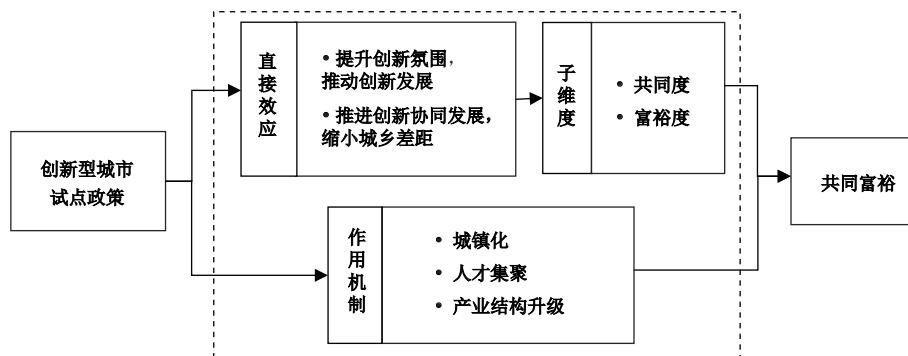 创新型城市
试点政策
直接效应
• 提升创新氛围，
推动创新发展
• 推进创新协同发展，
缩小城乡差距
子维度
• 共同度
• 富裕度
作用机制
• 城镇化
• 人才集聚
• 产业结构升级
共同富裕